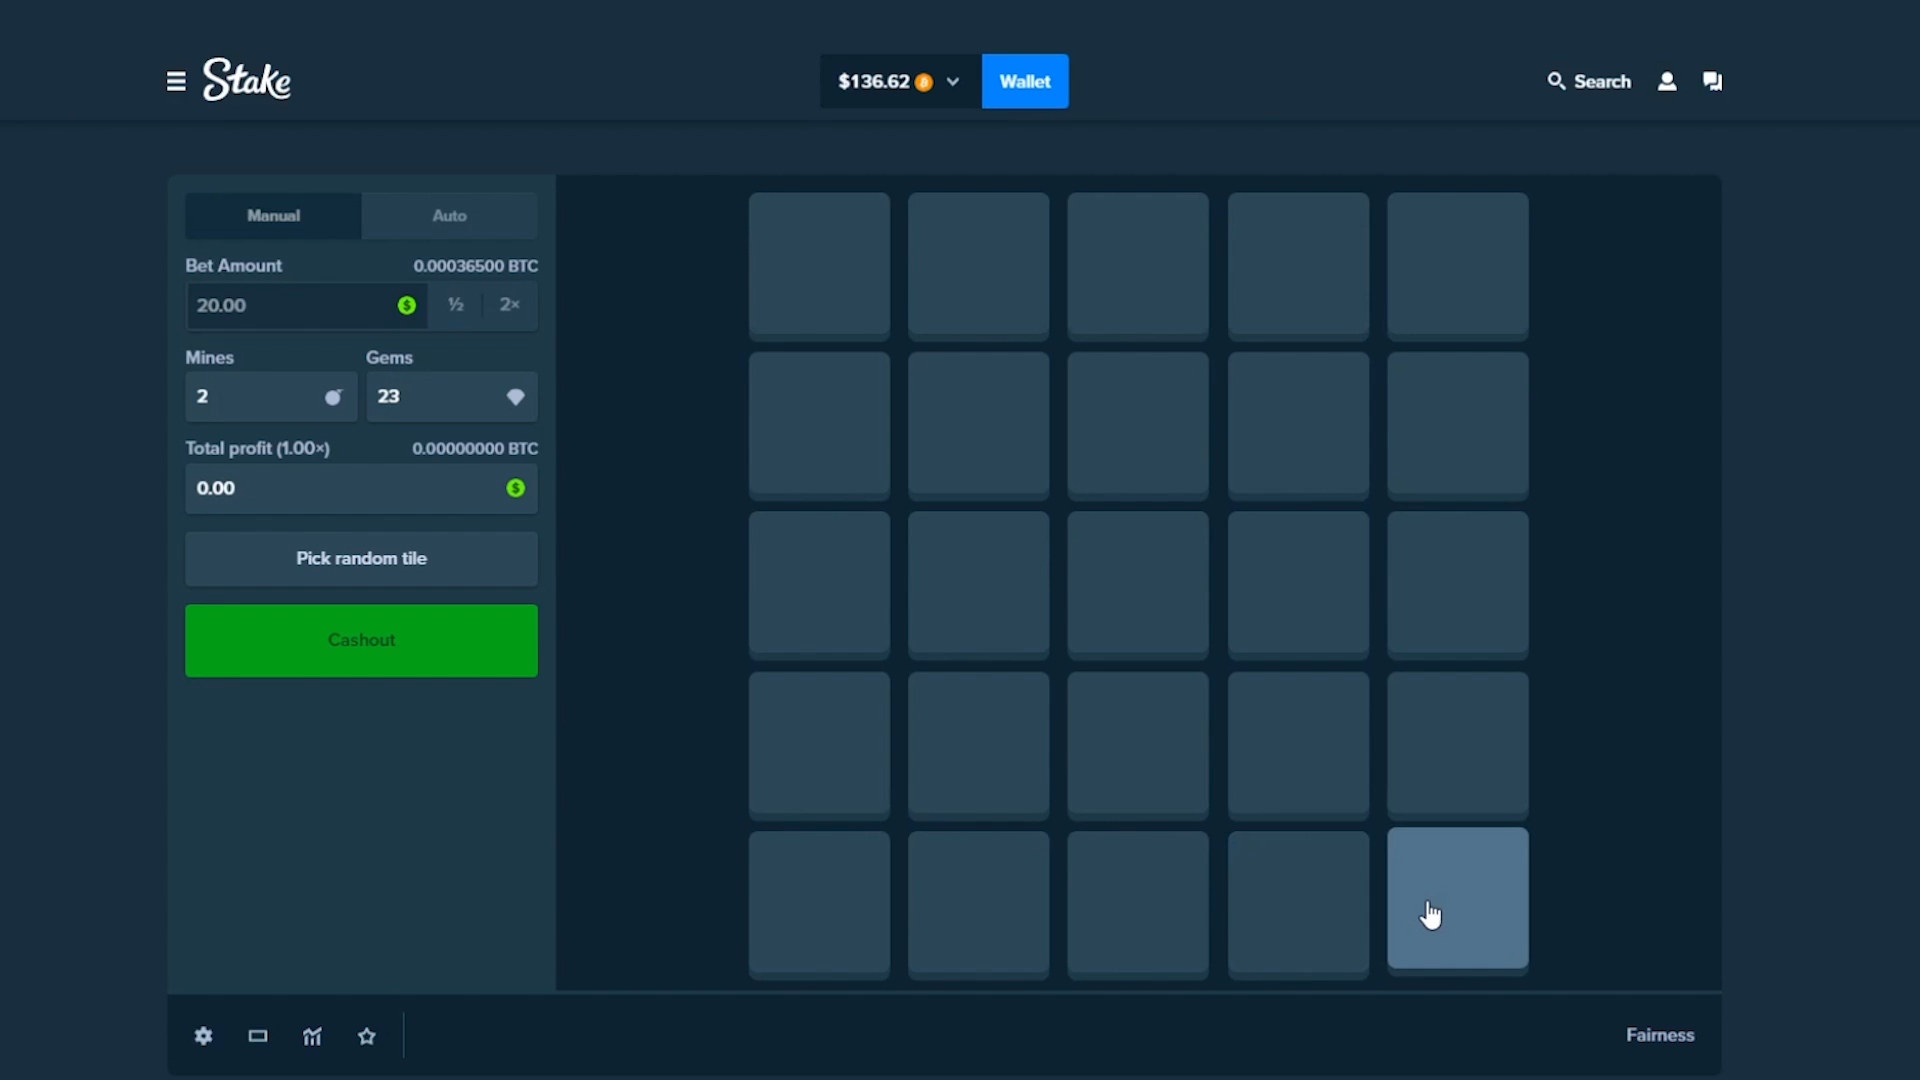 Stake
$136.62
Wallet
Search
Manual
Auto
Bet Amount
0.00036500 BTC
20.00
½
2×
Mines
Gems
2
23
Total profit (1.00×)
0.00000000 BTC
0.00
Pick random tile
Cashout
Fairness